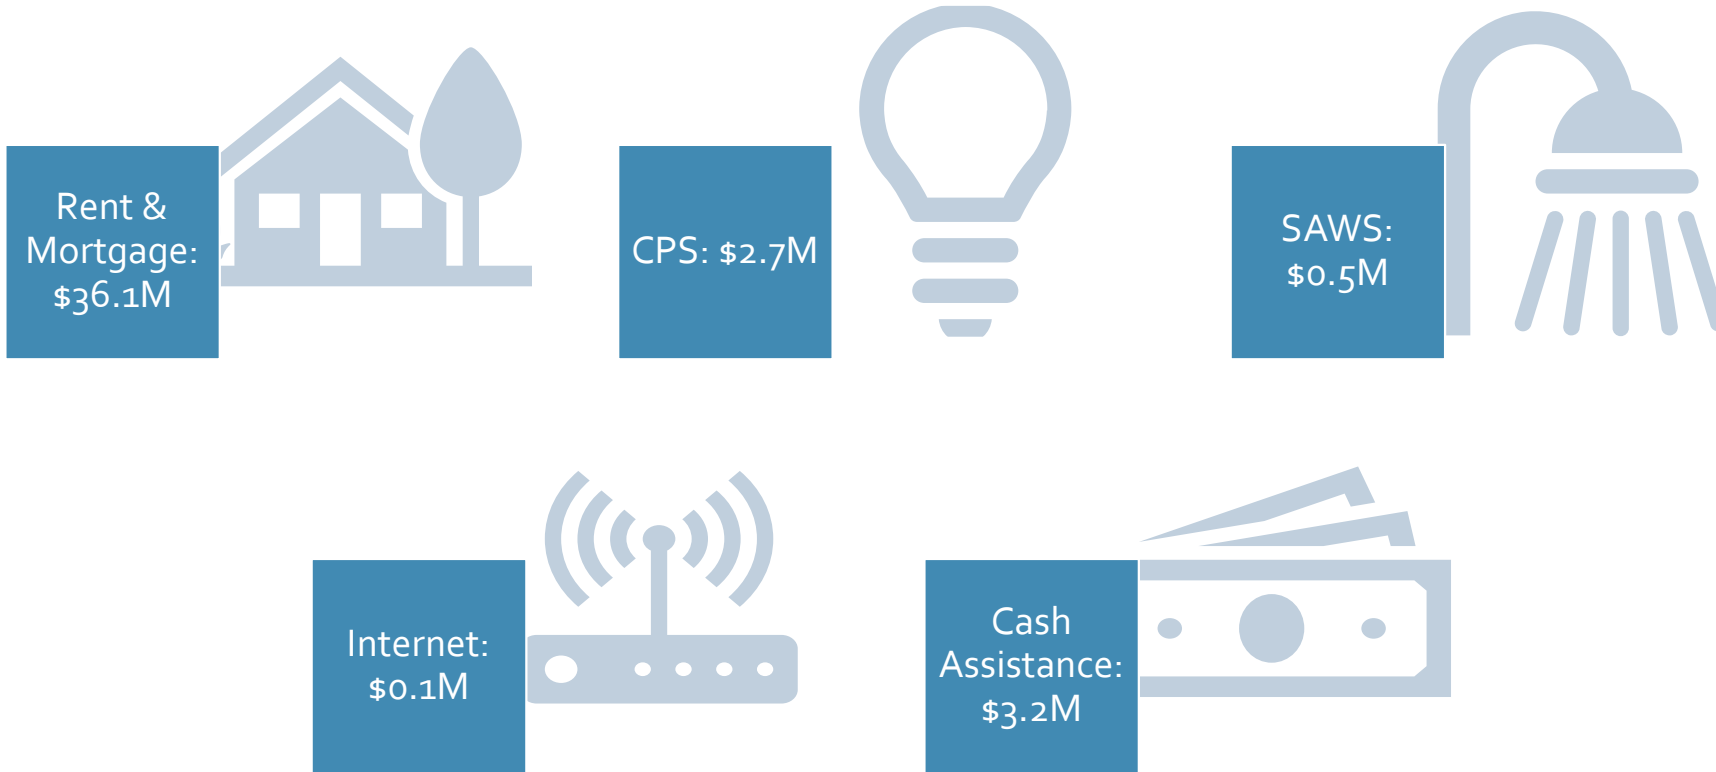 Rent &
Mortgage:
$36.1M
CPS: $2.7M
SAWS:
$0.5M
Internet:
$0.1M
Cash
Assistance:
$3.2M